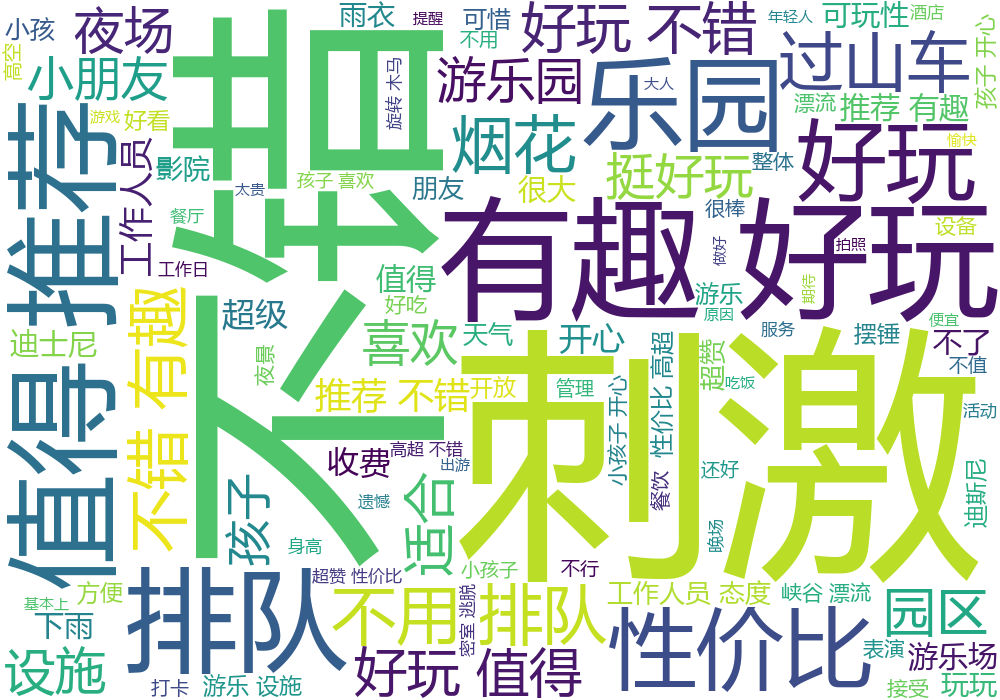 小孩
夜场
不错
雨衣
提醒
可惜
不用
好玩 不错
可玩性
年轻人
酒店
高空
小朋友
旋转 木马
游乐园
乐园
大人
过山车
孩子 开心
漂流
推荐 有趣
游戏
好看
值得 推荐
工作人员
影院
太贵
孩子 喜欢
朋友
烟花
很大
挺好玩
整体
好玩
愉快
餐厅
工作日
值得
好吃
有趣 好玩
很棒
做好
拍照
设备
期待
不错 有趣
超级
夜景
喜欢
天气
开心
游乐
原因
服务
摆锤
便宜
不了
不值
迪士尼
推荐 不错
开放
管理
小孩子 开心
性价比 高超
超赞
吃饭
刺激
活动
孩子
收费
高超 不错
出游
遗憾
适合
餐饮
还好
晚场
迪斯尼
身高
超赞 性价比
小孩子
不行
基本上
方便
下雨
排队
不用 排队
密室 逃脱
工作人员 态度
峡谷 漂流
性价比
园区
设施
打卡
游乐 设施
好玩 值得
表演
游乐场
接受
玩玩